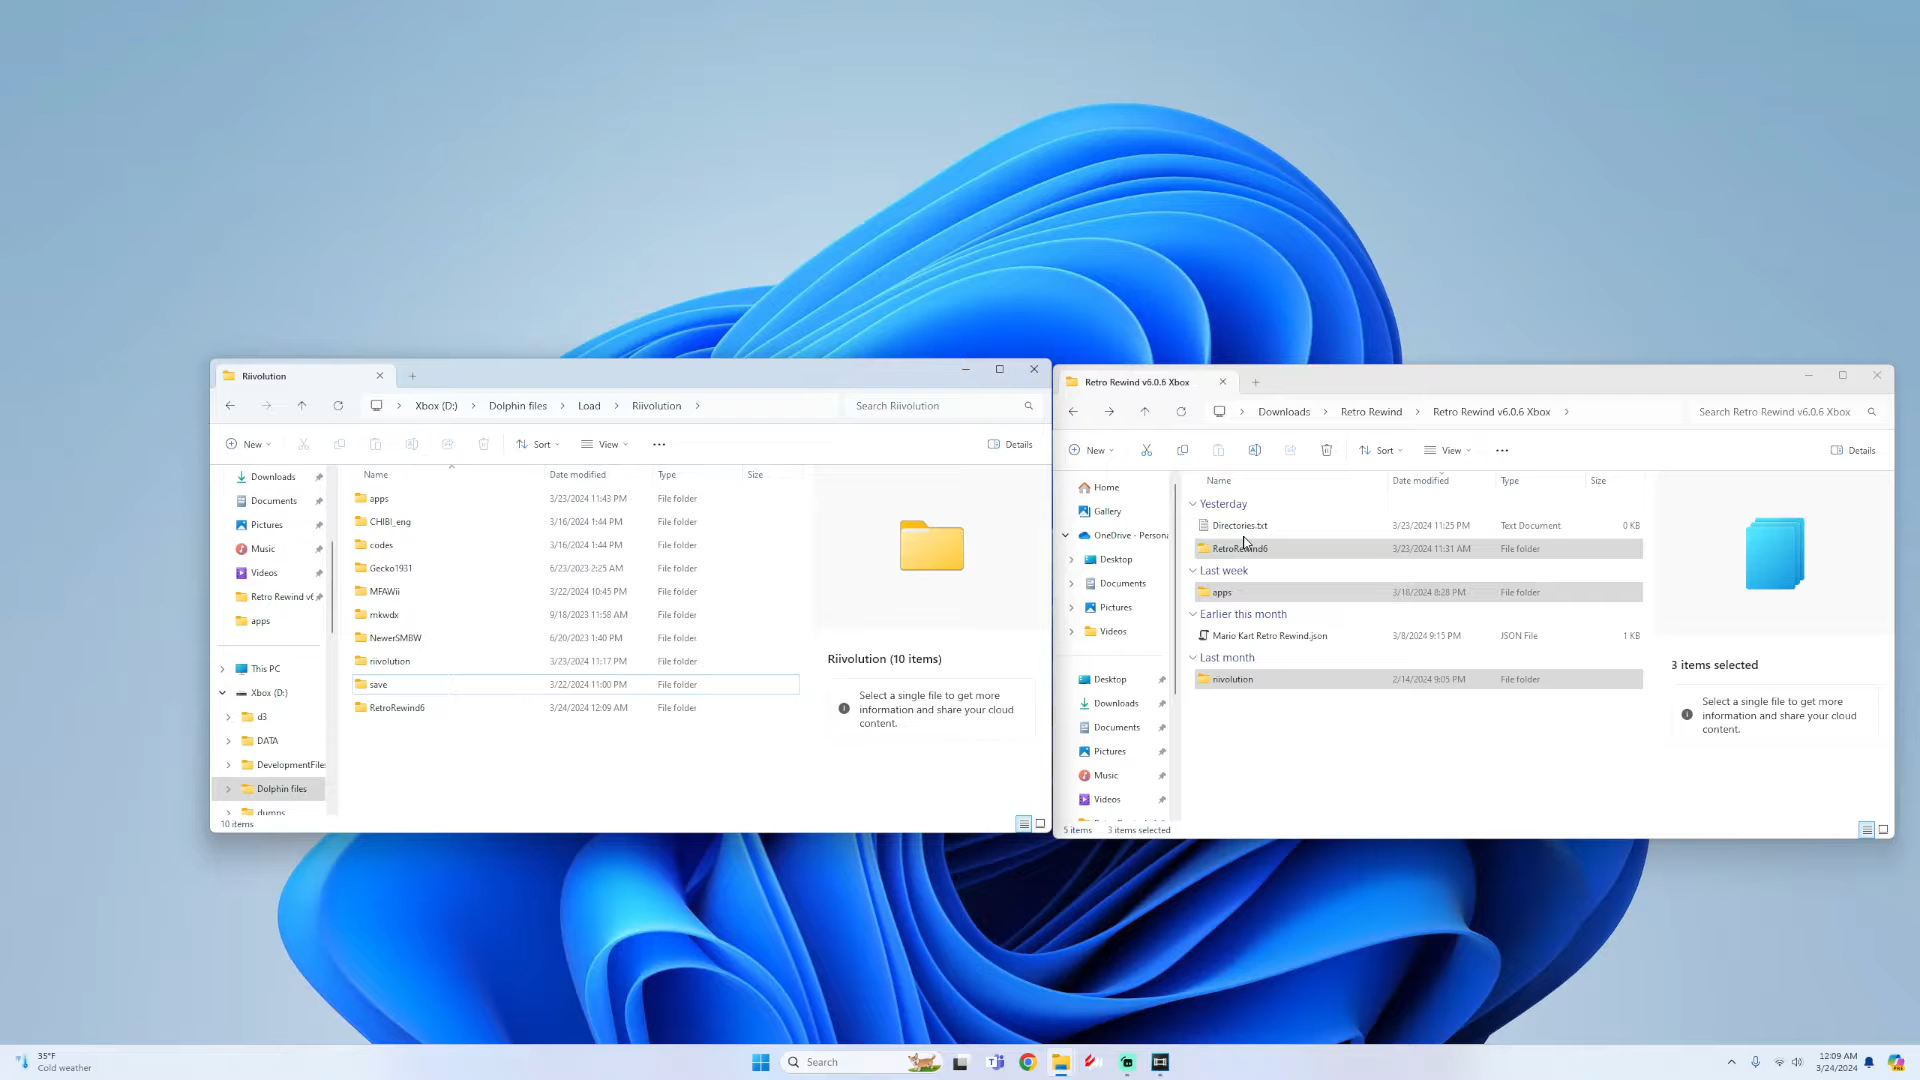 Riivolution
Xbox (D:) > Dolphin files > Load > Riivolution >
Search Riivolution
New
Sort
View
Details
Downloads
Documents
Pictures
Music
Videos
Retro Rewind v6
apps
This PC
Xbox (D:)
d3
DATA
DevelopmentFiles
Dolphin files
dumps
10 items
Name Date modified Type Size
apps 3/23/2024 11:43 PM File folder
CHIBI_eng 3/16/2024 1:44 PM File folder
codes 3/16/2024 1:44 PM File folder
Gecko1931 6/23/2023 2:25 AM File folder
MFAWii 3/22/2024 10:45 PM File folder
mkwdx 9/18/2023 11:58 AM File folder
NewerSMBW 6/20/2023 1:40 PM File folder
riivolution 3/23/2024 11:17 PM File folder
save 3/22/2024 11:00 PM File folder
RetroRewind6 3/24/2024 12:09 AM File folder
Riivolution (10 items)
Select a single file to get more
information and share your cloud
content.
Retro Rewind v6.0.6 Xbox
Downloads > Retro Rewind > Retro Rewind v6.0.6 Xbox >
Search Retro Rewind v6.0.6 Xbox
New
Sort
View
Details
Home
Gallery
OneDrive - Persona
Desktop
Documents
Pictures
Videos
Desktop
Downloads
Documents
Pictures
Music
Videos
5 items 3 items selected
Name Date modified Type Size
Yesterday
Directories.txt 3/23/2024 11:25 PM Text Document 0 KB
RetroRewind6 3/23/2024 11:31 AM File folder
Last week
apps 3/18/2024 8:28 PM File folder
Earlier this month
Mario Kart Retro Rewind.json 3/8/2024 9:15 PM JSON File 1 KB
Last month
riivolution 2/14/2024 9:05 PM File folder
3 items selected
Select a single file to get more
information and share your cloud
content.
35°F
Cold weather
Search
12:09 AM
3/24/2024